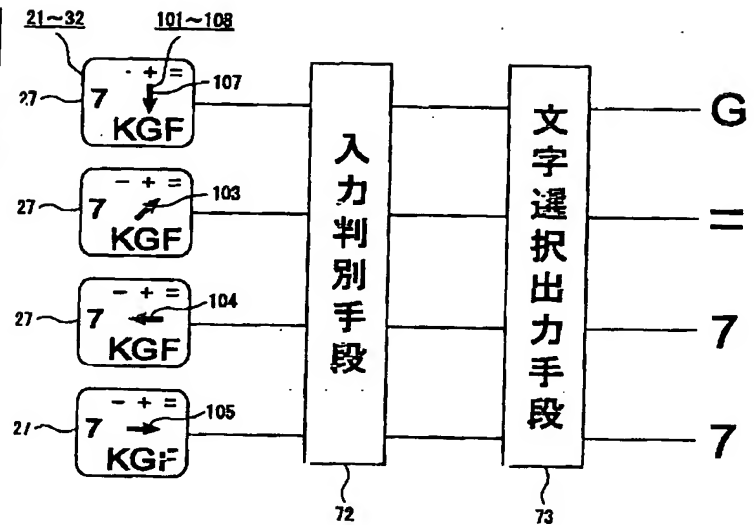 21~32
101~108
- + =
7
KGF
27
107
G
- + =
7
KGF
27
103
=
- + =
7
KGF
27
104
7
- + =
7
KGF
27
105
7
入力判別手段
72
文字選択出力手段
73